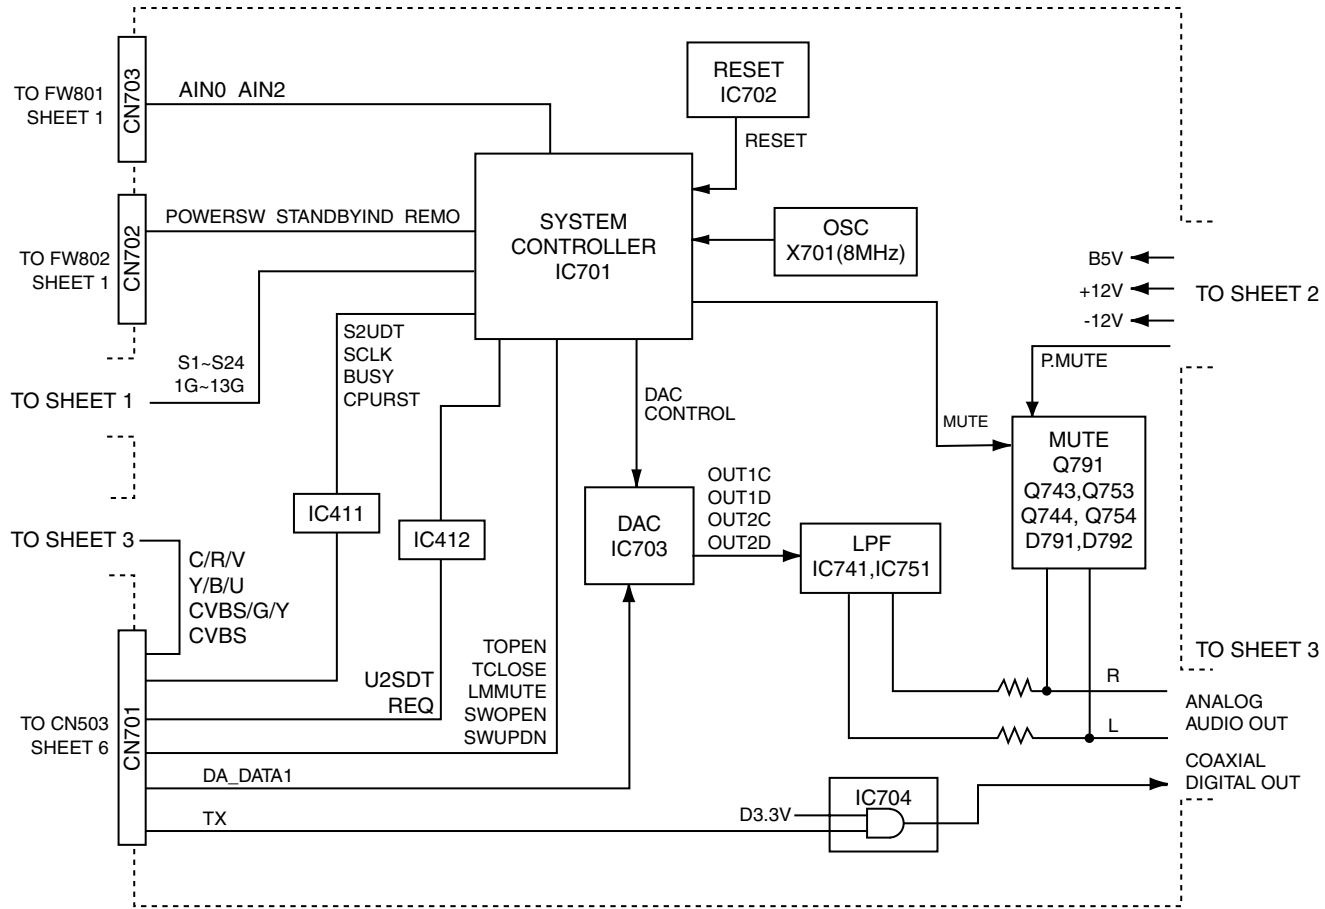 TO FW801
SHEET 1
CN703
AIN0 AIN2
RESET
IC702
RESET
TO FW802
SHEET 1
CN702
POWERSW STANDBYIND REMO
SYSTEM
CONTROLLER
IC701
OSC
X701(8MHz)
B5V
+12V
-12V
TO SHEET 2
P.MUTE
S1~S24
1G~13G
TO SHEET 1
S2UDT
SCLK
BUSY
CPURST
DAC
CONTROL
MUTE
MUTE
Q791
Q743,Q753
Q744, Q754
D791,D792
IC411
IC412
DAC
IC703
OUT1C
OUT1D
OUT2C
OUT2D
LPF
IC741,IC751
TO SHEET 3
C/R/V
Y/B/U
CVBS/G/Y
CVBS
TO CN503
SHEET 6
CN701
U2SDT
REQ
TOPEN
TCLOSE
LMMUTE
SWOPEN
SWUPDN
TO SHEET 3
R
L
ANALOG
AUDIO OUT
COAXIAL
DIGITAL OUT
DA_DATA1
TX
D3.3V
IC704